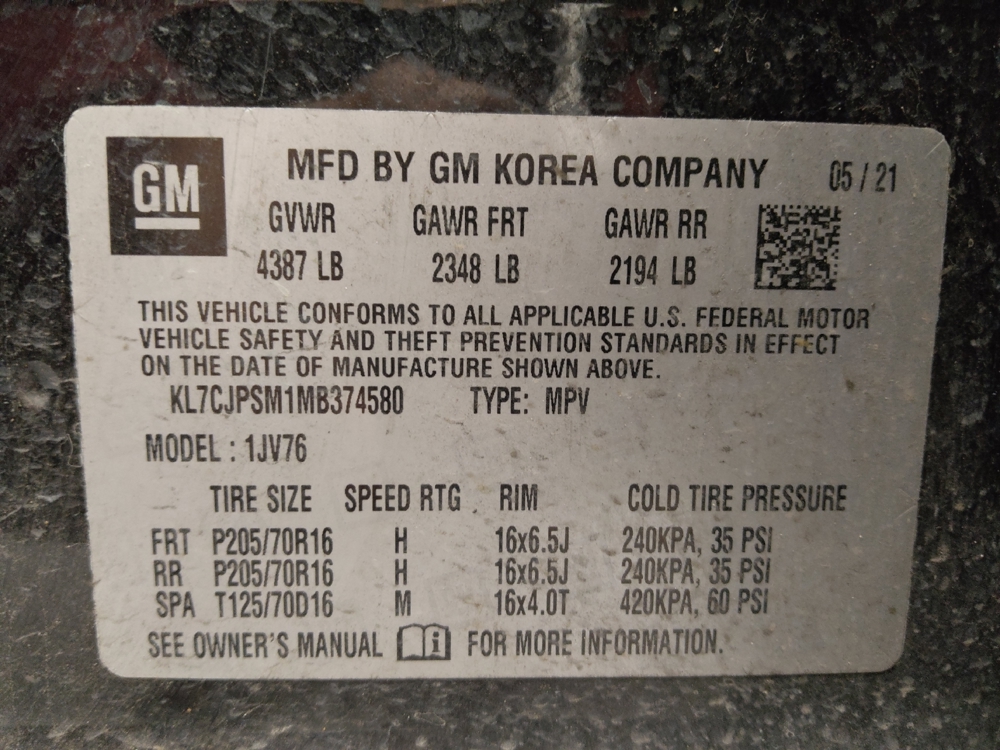 GM
MFD BY GM KOREA COMPANY 05 / 21
GVWR GAWR FRT GAWR RR
4387 LB 2348 LB 2194 LB
THIS VEHICLE CONFORMS TO ALL APPLICABLE U.S. FEDERAL MOTOR
VEHICLE SAFETY AND THEFT PREVENTION STANDARDS IN EFFECT
ON THE DATE OF MANUFACTURE SHOWN ABOVE.
KL7CJPSM1MB374580 TYPE: MPV
MODEL : 1JV76
TIRE SIZE SPEED RTG RIM COLD TIRE PRESSURE
FRT P205/70R16 H 16x6.5J 240KPA, 35 PSI
RR P205/70R16 H 16x6.5J 240KPA, 35 PSI
SPA T125/70D16 M 16x4.0T 420KPA, 60 PSI
SEE OWNER'S MANUAL i FOR MORE INFORMATION.